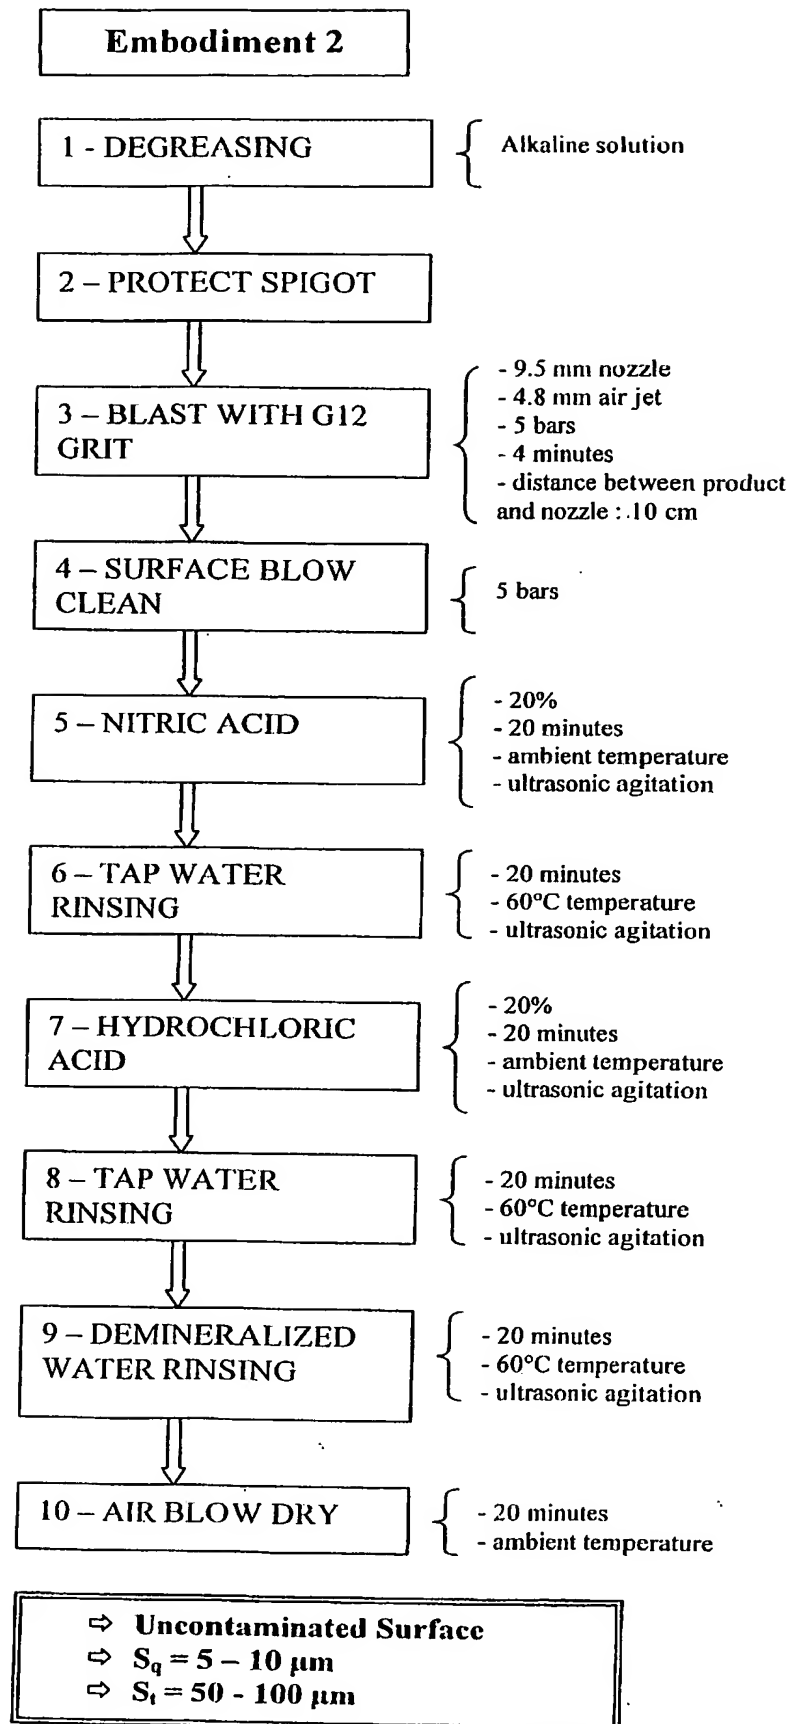 Embodiment 2
1 - DEGREASING
Alkaline solution
2 – PROTECT SPIGOT
3 – BLAST WITH G12
GRIT
- 9.5 mm nozzle
- 4.8 mm air jet
- 5 bars
- 4 minutes
- distance between product
and nozzle : 10 cm
4 – SURFACE BLOW
CLEAN
5 bars
5 – NITRIC ACID
- 20%
- 20 minutes
- ambient temperature
- ultrasonic agitation
6 – TAP WATER
RINSING
- 20 minutes
- 60°C temperature
- ultrasonic agitation
7 – HYDROCHLORIC
ACID
- 20%
- 20 minutes
- ambient temperature
- ultrasonic agitation
8 – TAP WATER
RINSING
- 20 minutes
- 60°C temperature
- ultrasonic agitation
9 – DEMINERALIZED
WATER RINSING
- 20 minutes
- 60°C temperature
- ultrasonic agitation
10 – AIR BLOW DRY
- 20 minutes
- ambient temperature
⇨ Uncontaminated Surface
⇨ Sq = 5 – 10 µm
⇨ St = 50 - 100 µm